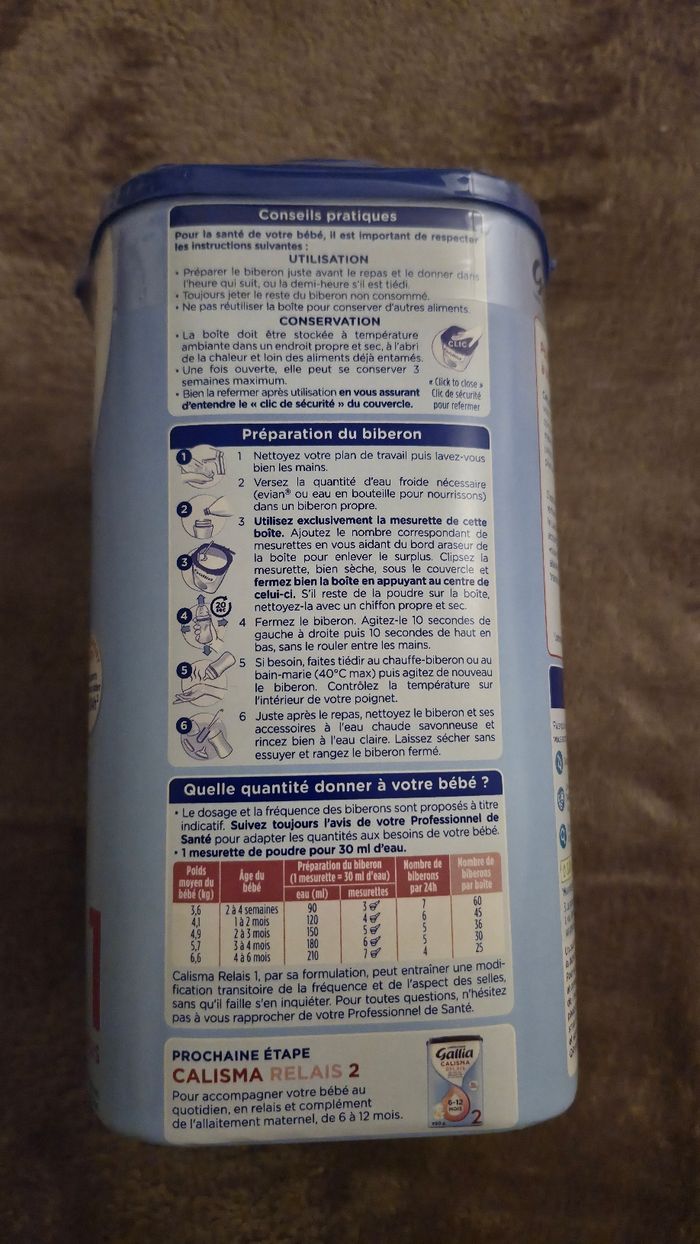 Conseils pratiques
Pour la santé de votre bébé, il est important de respecter
les instructions suivantes :
UTILISATION
• Préparer le biberon juste avant le repas et le donner dans
l'heure qui suit, ou la demi-heure s'il est tiédi.
• Toujours jeter le reste du biberon non consommé.
• Ne pas réutiliser la boîte pour conserver d'autres aliments.
CONSERVATION
• La boîte doit être stockée à température
ambiante dans un endroit propre et sec, à l'abri
de la chaleur et loin des aliments déjà entamés.
• Une fois ouverte, elle peut se conserver 3
semaines maximum.
• Bien la refermer après utilisation en vous assurant
d'entendre le « clic de sécurité » du couvercle.
CLIC
« Click to close »
Clic de sécurité
pour refermer
Préparation du biberon
1 Nettoyez votre plan de travail puis lavez-vous
bien les mains.
2 Versez la quantité d'eau froide nécessaire
(evian® ou eau en bouteille pour nourrissons)
dans un biberon propre.
3 Utilisez exclusivement la mesurette de cette
boîte. Ajoutez le nombre correspondant de
mesurettes en vous aidant du bord araseur de
la boîte pour enlever le surplus. Clipsez la
mesurette, bien sèche, sous le couvercle et
fermez bien la boîte en appuyant au centre de
celui-ci. S'il reste de la poudre sur la boîte,
nettoyez-la avec un chiffon propre et sec.
4 Fermez le biberon. Agitez-le 10 secondes de
gauche à droite puis 10 secondes de haut en
bas, sans le rouler entre les mains.
5 Si besoin, faites tiédir au chauffe-biberon ou au
bain-marie (40°C max) puis agitez de nouveau
le biberon. Contrôlez la température sur
l'intérieur de votre poignet.
6 Juste après le repas, nettoyez le biberon et ses
accessoires à l'eau chaude savonneuse et
rincez bien à l'eau claire. Laissez sécher sans
essuyer et rangez le biberon fermé.
1
2
3
4
20
sec
5
6
Quelle quantité donner à votre bébé ?
• Le dosage et la fréquence des biberons sont proposés à titre
indicatif. Suivez toujours l'avis de votre Professionnel de
Santé pour adapter les quantités aux besoins de votre bébé.
• 1 mesurette de poudre pour 30 ml d'eau.
Poids moyen du bébé (kg) Âge du bébé Préparation du biberon (1 mesurette = 30 ml d'eau) Nombre de biberons par 24h Nombre de biberons par boîte
eau (ml) mesurettes
3,6 2 à 4 semaines 90 3 7 60
4,1 1 à 2 mois 120 4 6 45
4,9 2 à 3 mois 150 5 5 36
5,7 3 à 4 mois 180 6 5 30
6,6 4 à 6 mois 210 7 4 25
Calisma Relais 1, par sa formulation, peut entraîner une modi-
fication transitoire de la fréquence et de l'aspect des selles,
sans qu'il faille s'en inquiéter. Pour toutes questions, n'hésitez
pas à vous rapprocher de votre Professionnel de Santé.
PROCHAINE ÉTAPE
CALISMA RELAIS 2
Pour accompagner votre bébé au
quotidien, en relais et complément
de l'allaitement maternel, de 6 à 12 mois.
Gallia
CALISMA
RELAIS
6-12
MOIS
2
1